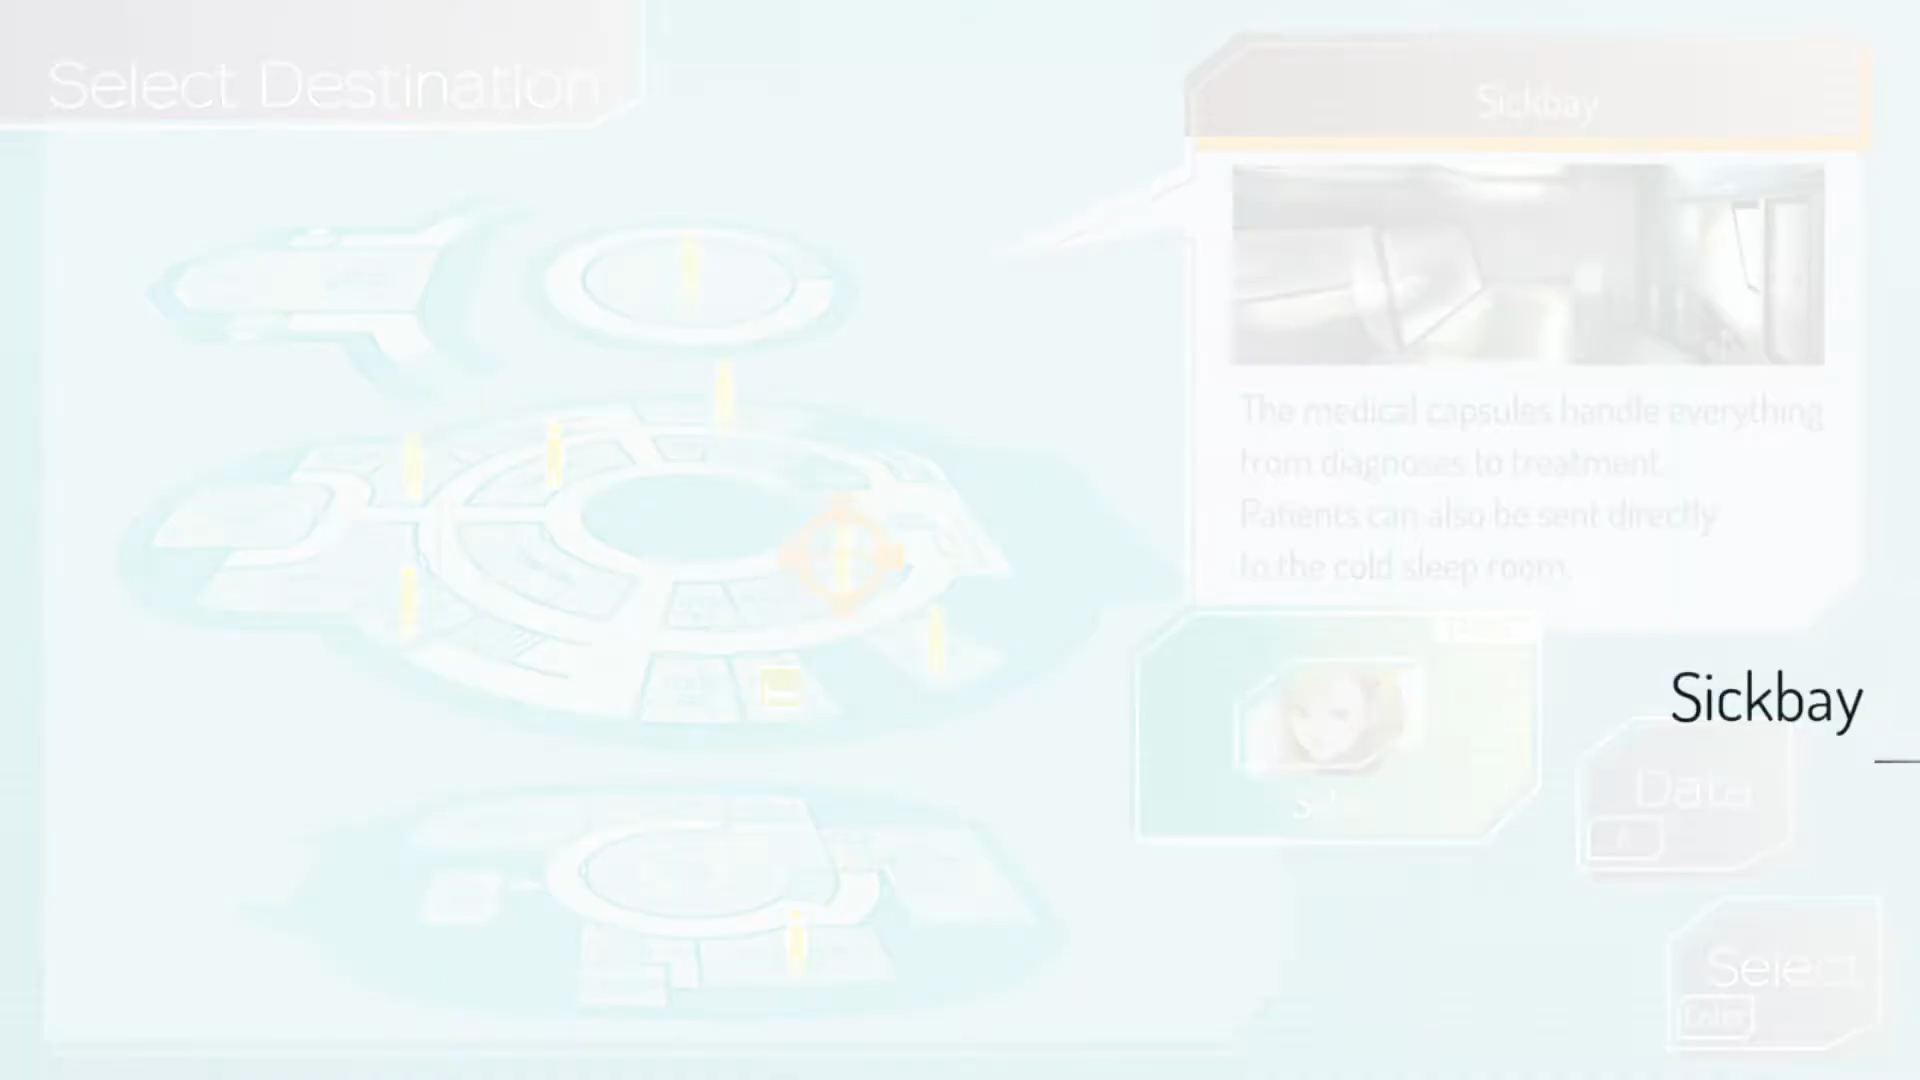 Select Destination
Sickbay
The medical capsules handle everything
from diagnoses to treatment.
Patients can also be sent directly
to the cold sleep room.
Sickbay
Data
Select
Enter